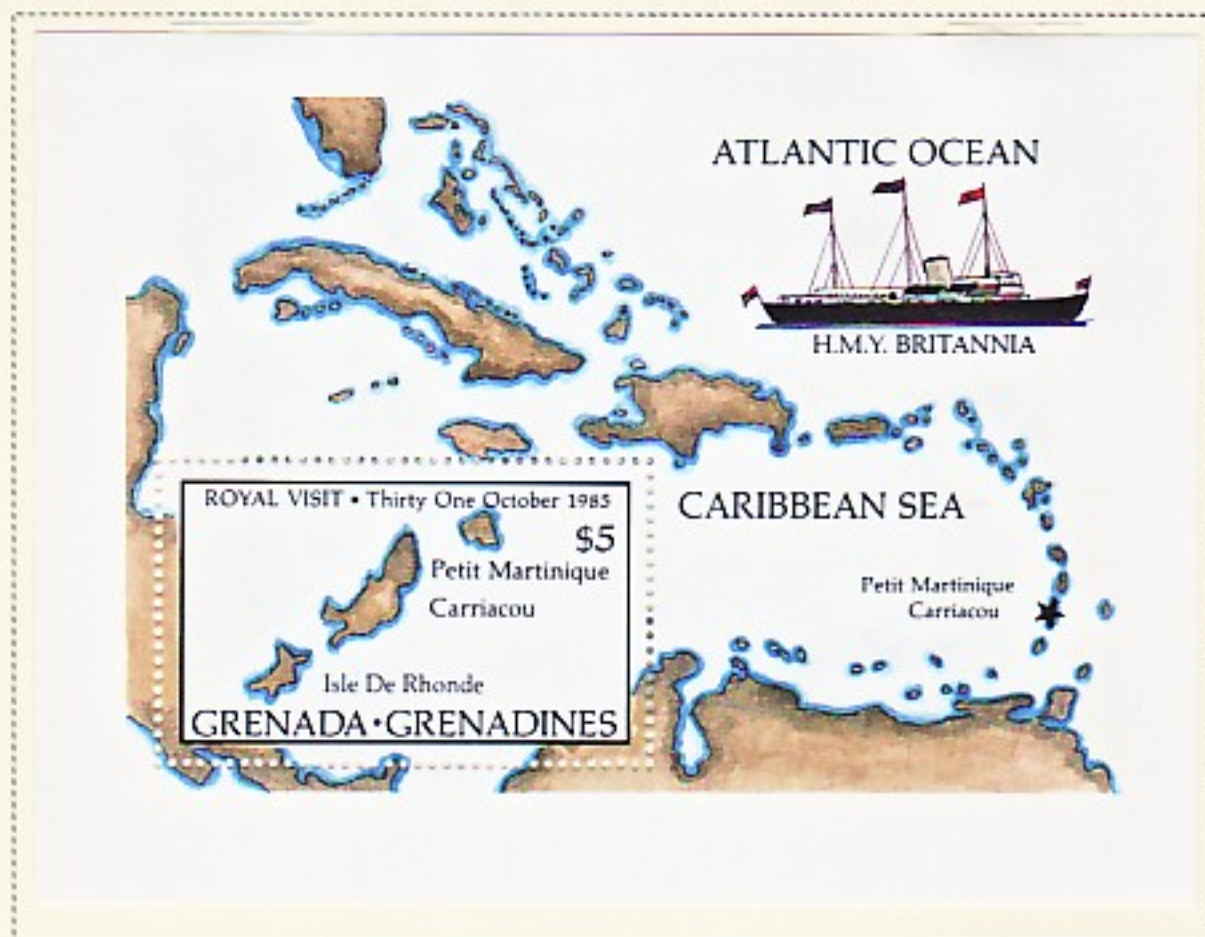 ATLANTIC OCEAN
H.M.Y. BRITANNIA
CARIBBEAN SEA
Petit Martinique
Carriacou
ROYAL VISIT • Thirty One October 1985
$5
Petit Martinique
Carriacou
Isle De Rhonde
GRENADA•GRENADINES